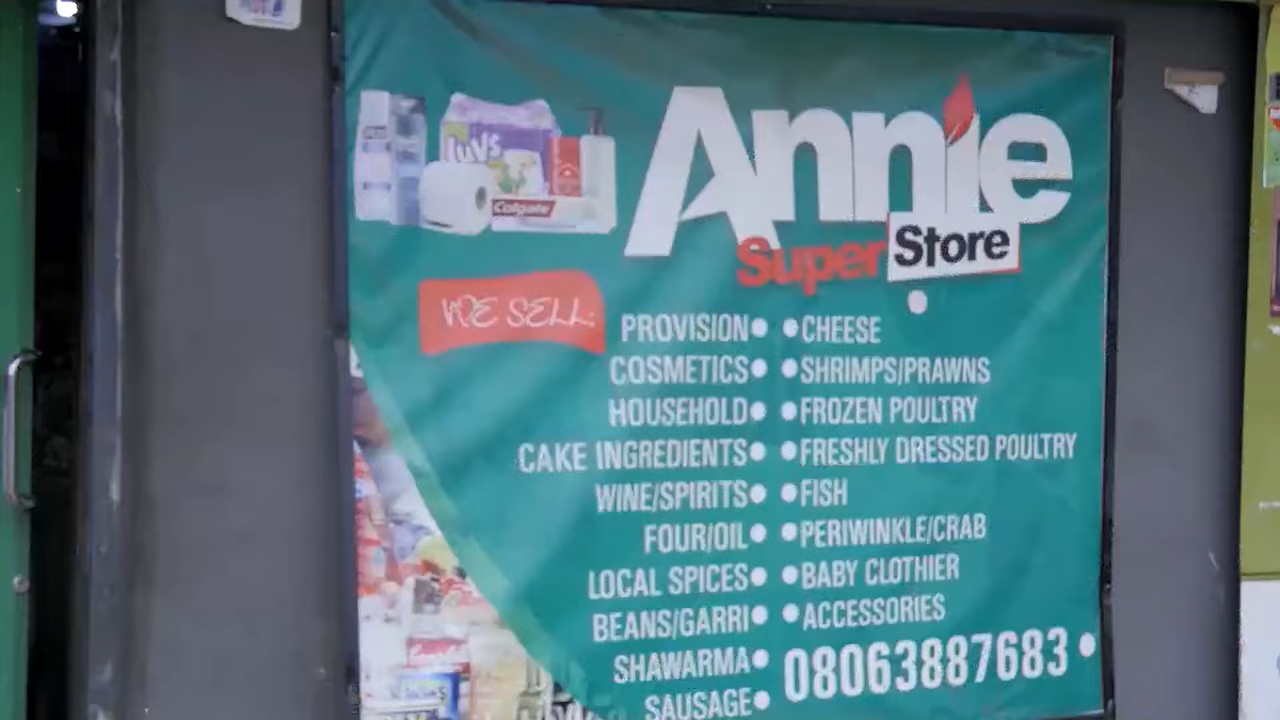 Annie
Super Store
luvs
Colgate
WE SELL:
PROVISION
COSMETICS
HOUSEHOLD
CAKE INGREDIENTS
WINE/SPIRITS
FOUR/OIL
LOCAL SPICES
BEANS/GARRI
SHAWARMA
SAUSAGE
CHEESE
SHRIMPS/PRAWNS
FROZEN POULTRY
FRESHLY DRESSED POULTRY
FISH
PERIWINKLE/CRAB
BABY CLOTHIER
ACCESSORIES
08063887683